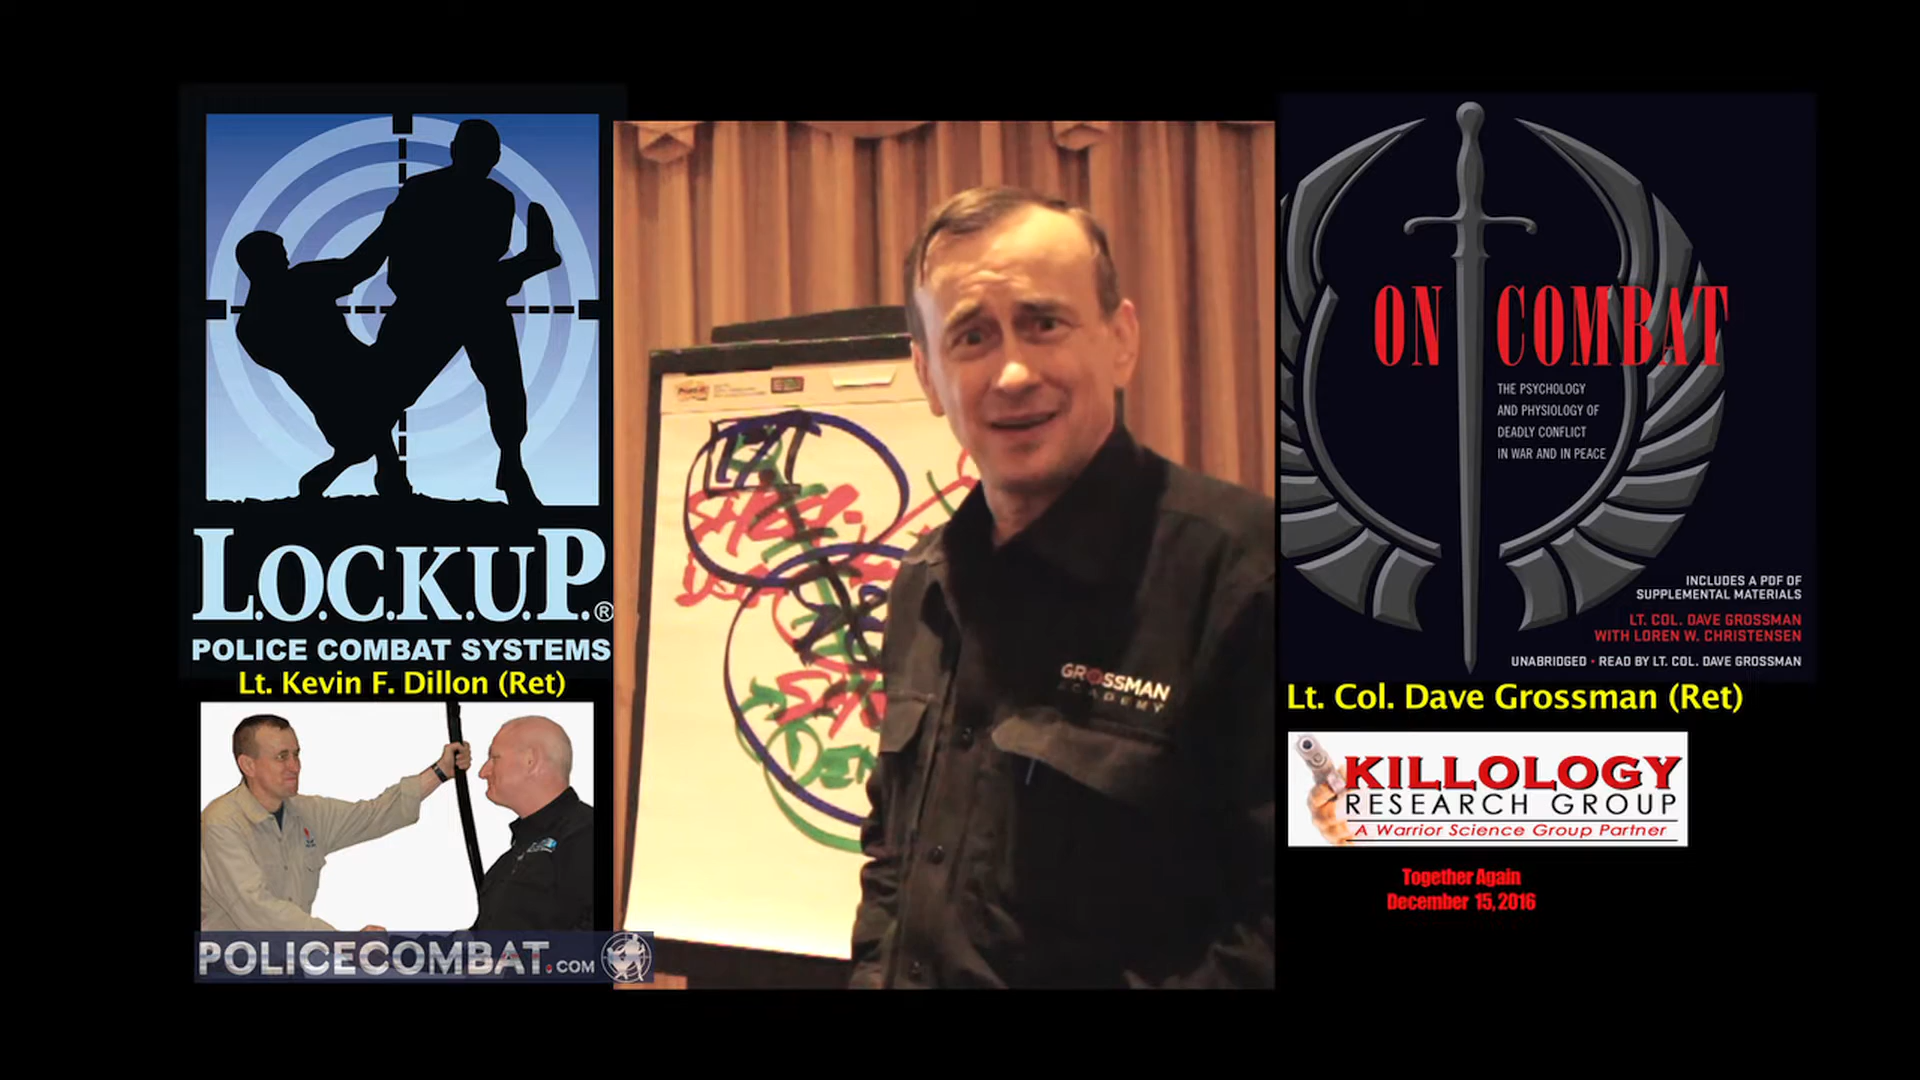 L.O.C.K.U.P.®
POLICE COMBAT SYSTEMS
Lt. Kevin F. Dillon (Ret)
POLICECOMBAT.COM
GROSSMAN
ACADEMY
ON COMBAT
THE PSYCHOLOGY
AND PHYSIOLOGY OF
DEADLY CONFLICT
IN WAR AND IN PEACE
INCLUDES A PDF OF
SUPPLEMENTAL MATERIALS
LT. COL. DAVE GROSSMAN
WITH LOREN W. CHRISTENSEN
UNABRIDGED • READ BY LT. COL. DAVE GROSSMAN
Lt. Col. Dave Grossman (Ret)
KILLOLOGY
RESEARCH GROUP
A Warrior Science Group Partner
Together Again
December 15, 2016